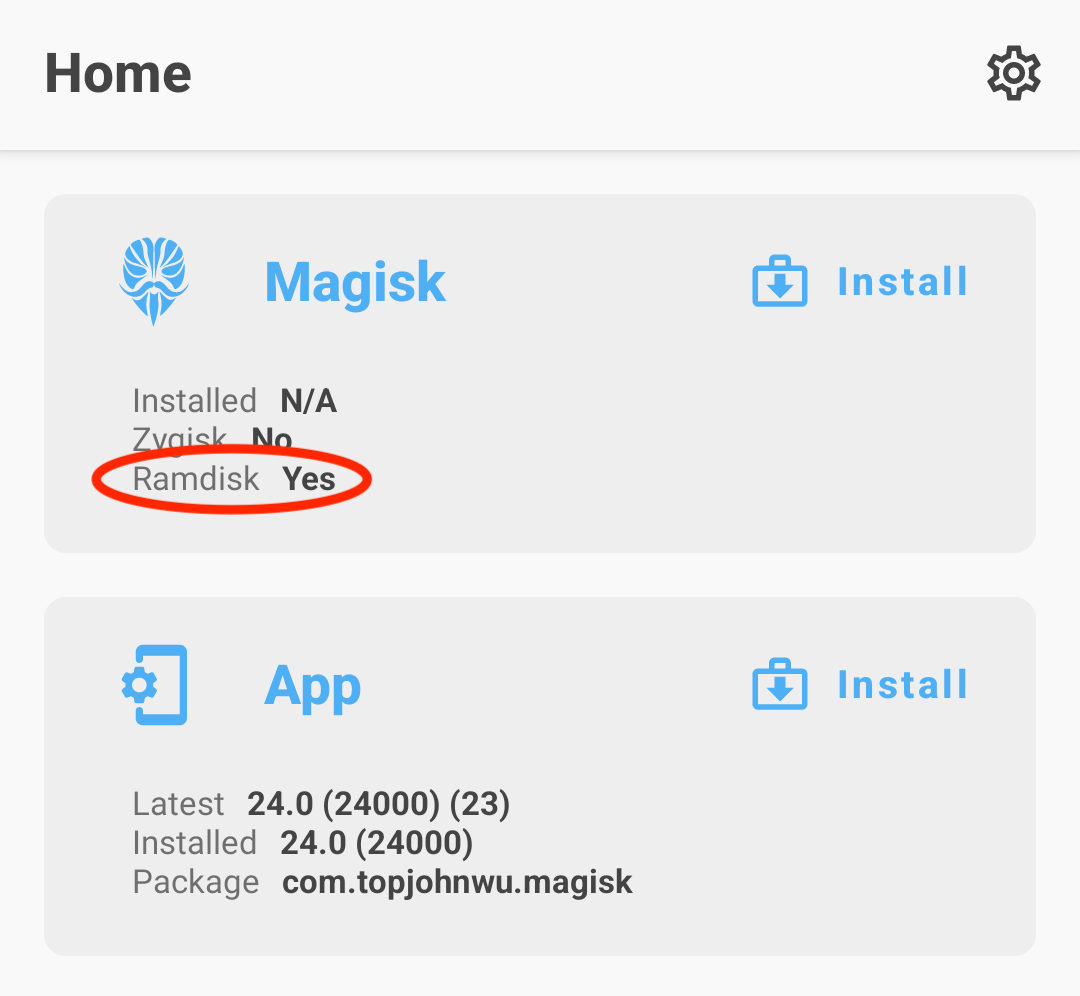 Home
Magisk
Install
Installed N/A
Zygisk No
Ramdisk Yes
App
Install
Latest 24.0 (24000) (23)
Installed 24.0 (24000)
Package com.topjohnwu.magisk